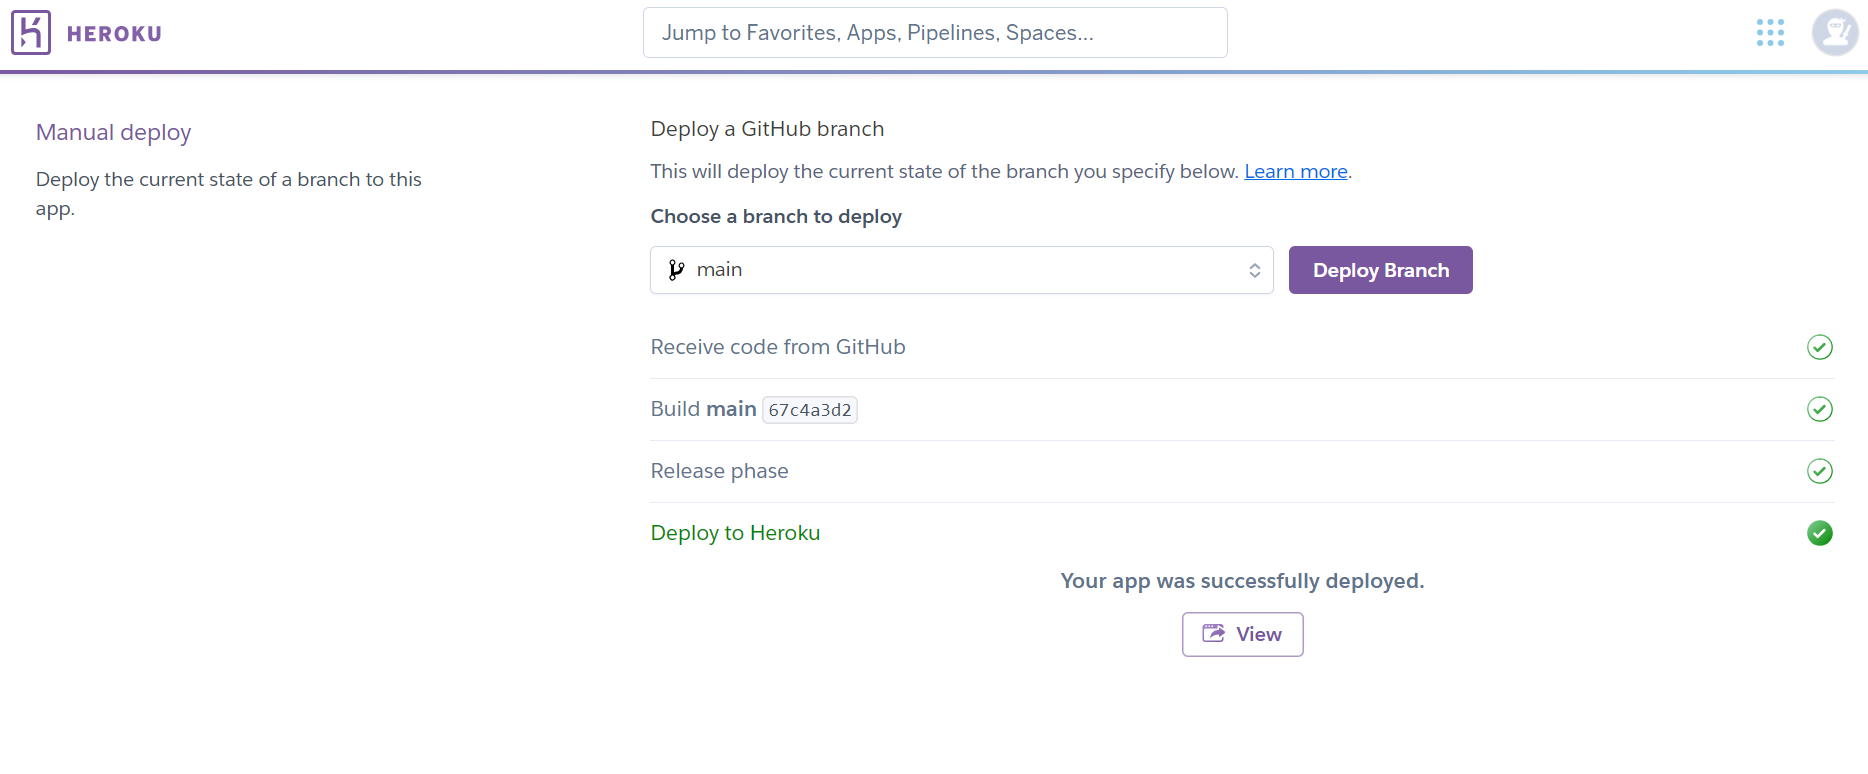 HEROKU
Jump to Favorites, Apps, Pipelines, Spaces...
Manual deploy
Deploy the current state of a branch to this
app.
Deploy a GitHub branch
This will deploy the current state of the branch you specify below. Learn more.
Choose a branch to deploy
main
Deploy Branch
Receive code from GitHub
Build main 67c4a3d2
Release phase
Deploy to Heroku
Your app was successfully deployed.
View